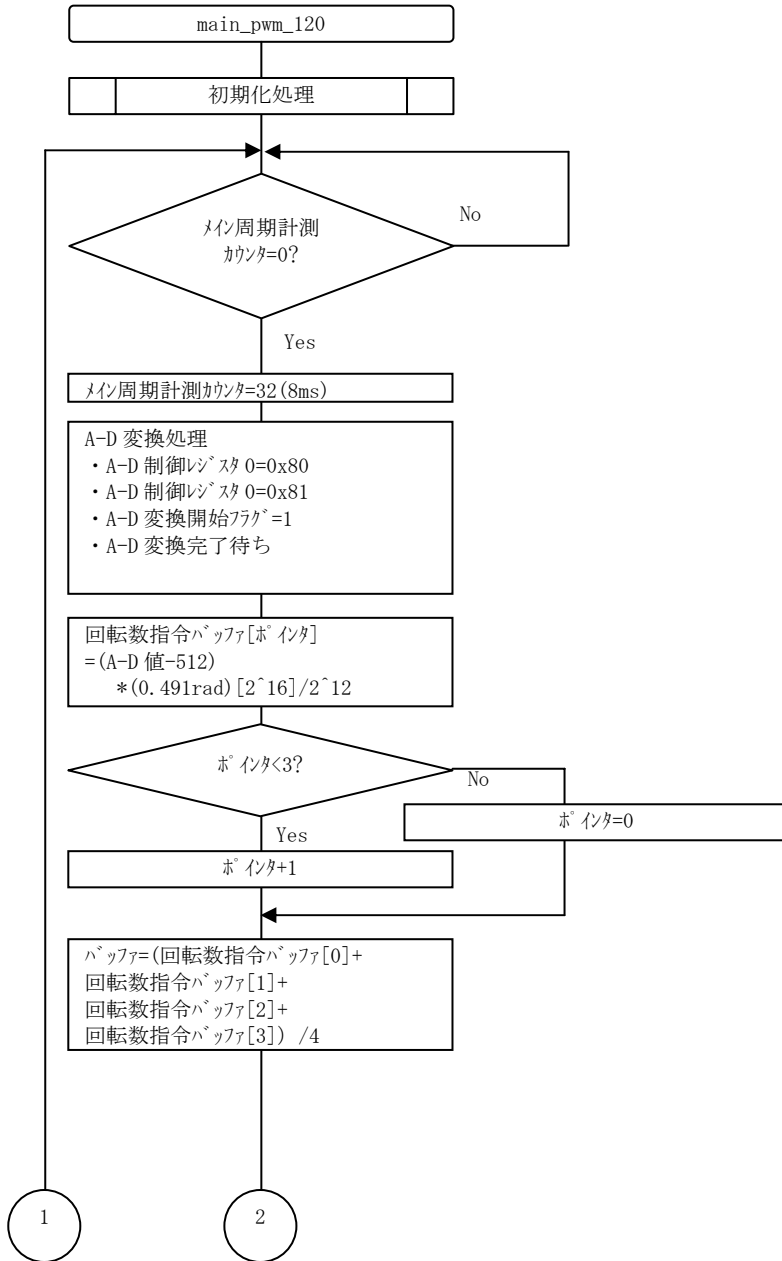 main_pwm_120
初期化処理
ﾒｲﾝ周期計測
ｶｳﾝﾀ=0?
No
Yes
ﾒｲﾝ周期計測ｶｳﾝﾀ=32(8ms)
A-D 変換処理
・A-D 制御ﾚｼﾞｽﾀ 0=0x80
・A-D 制御ﾚｼﾞｽﾀ 0=0x81
・A-D 変換開始ﾌﾗｸﾞ=1
・A-D 変換完了待ち
回転数指令ﾊﾞｯﾌｧ[ﾎﾟｲﾝﾀ]
=(A-D 値-512)
*(0.491rad)[2^16]/2^12
ﾎﾟｲﾝﾀ<3?
No
ﾎﾟｲﾝﾀ=0
Yes
ﾎﾟｲﾝﾀ+1
ﾊﾞｯﾌｧ=(回転数指令ﾊﾞｯﾌｧ[0]+
回転数指令ﾊﾞｯﾌｧ[1]+
回転数指令ﾊﾞｯﾌｧ[2]+
回転数指令ﾊﾞｯﾌｧ[3]) /4
1
2